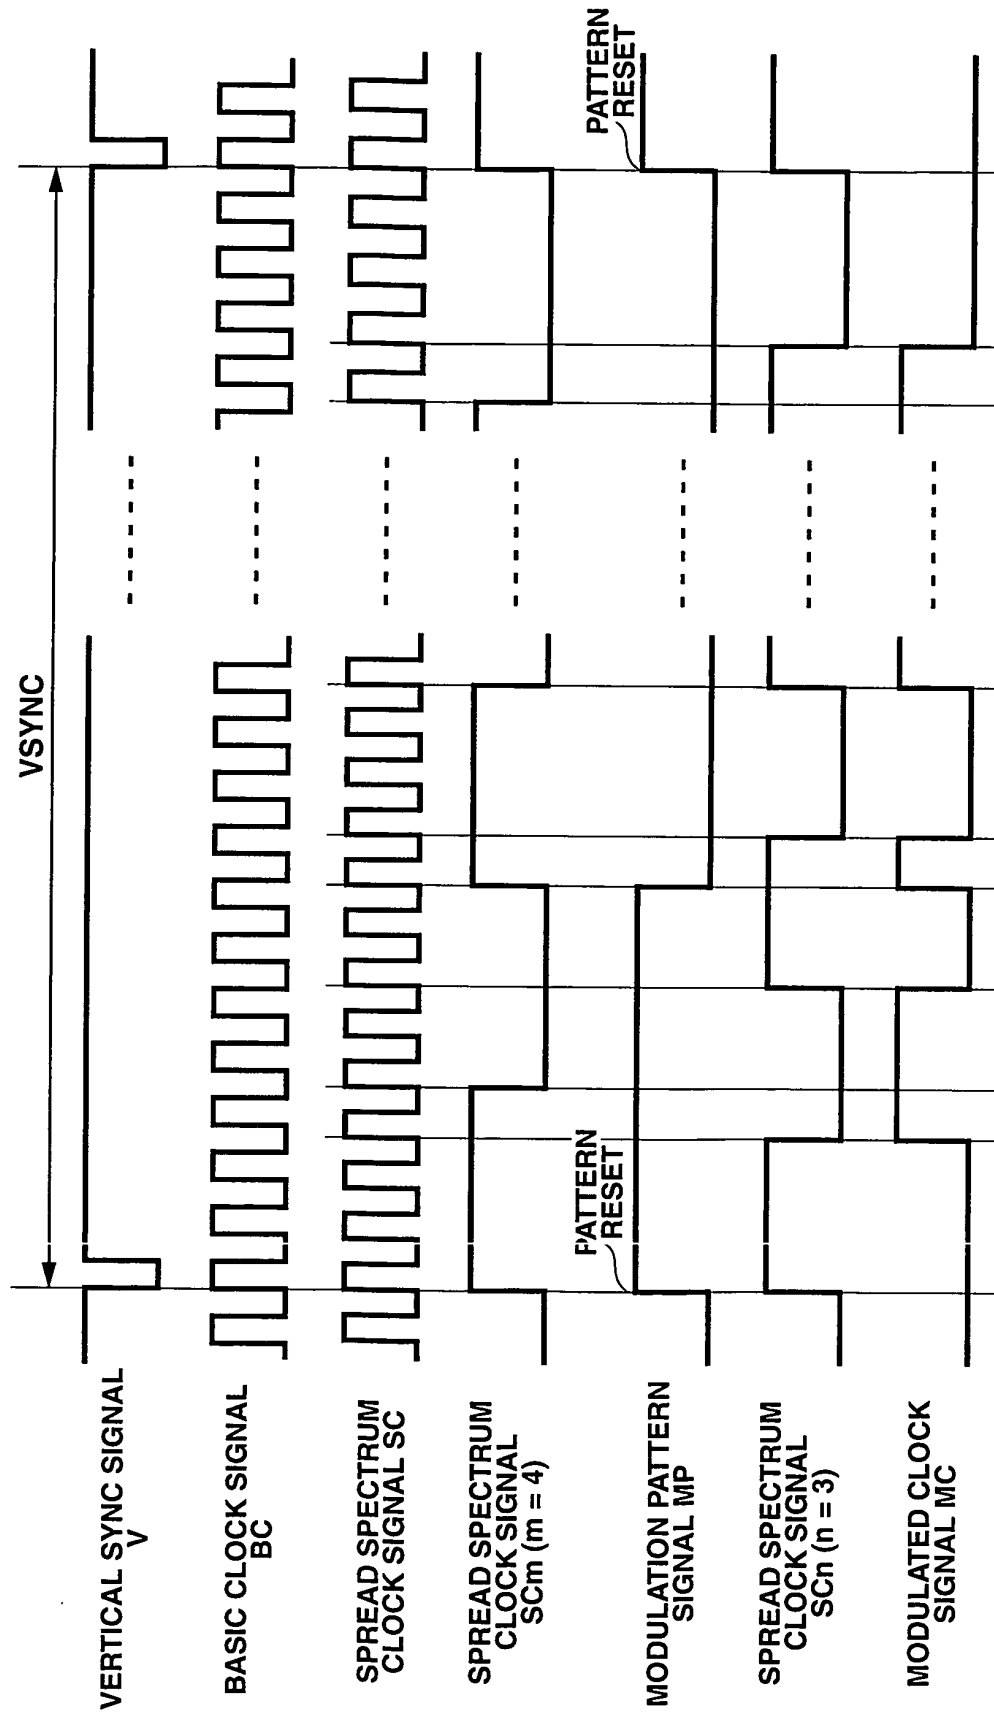 VSYNC
VERTICAL SYNC SIGNAL
V
BASIC CLOCK SIGNAL
BC
SPREAD SPECTRUM
CLOCK SIGNAL SC
SPREAD SPECTRUM
CLOCK SIGNAL
SCm (m = 4)
PATTERN
RESET
PATTERN
RESET
MODULATION PATTERN
SIGNAL MP
SPREAD SPECTRUM
CLOCK SIGNAL
SCn (n = 3)
MODULATED CLOCK
SIGNAL MC